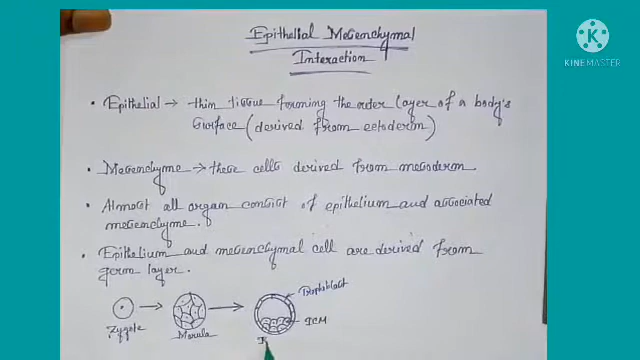 Epithelial Mesenchymal
Interaction
KINEMASTER
• Epithelial → thin tissue forming the outer layer of a body's
surface (derived from ectoderm)
• Mesenchyme → these cells derived from mesoderm.
• Almost all organ consist of epithelium and associated
mesenchyme.
• Epithelium and mesenchymal cell are derived from
germ layer.
Trophoblast
ICM
Zygote
Morula